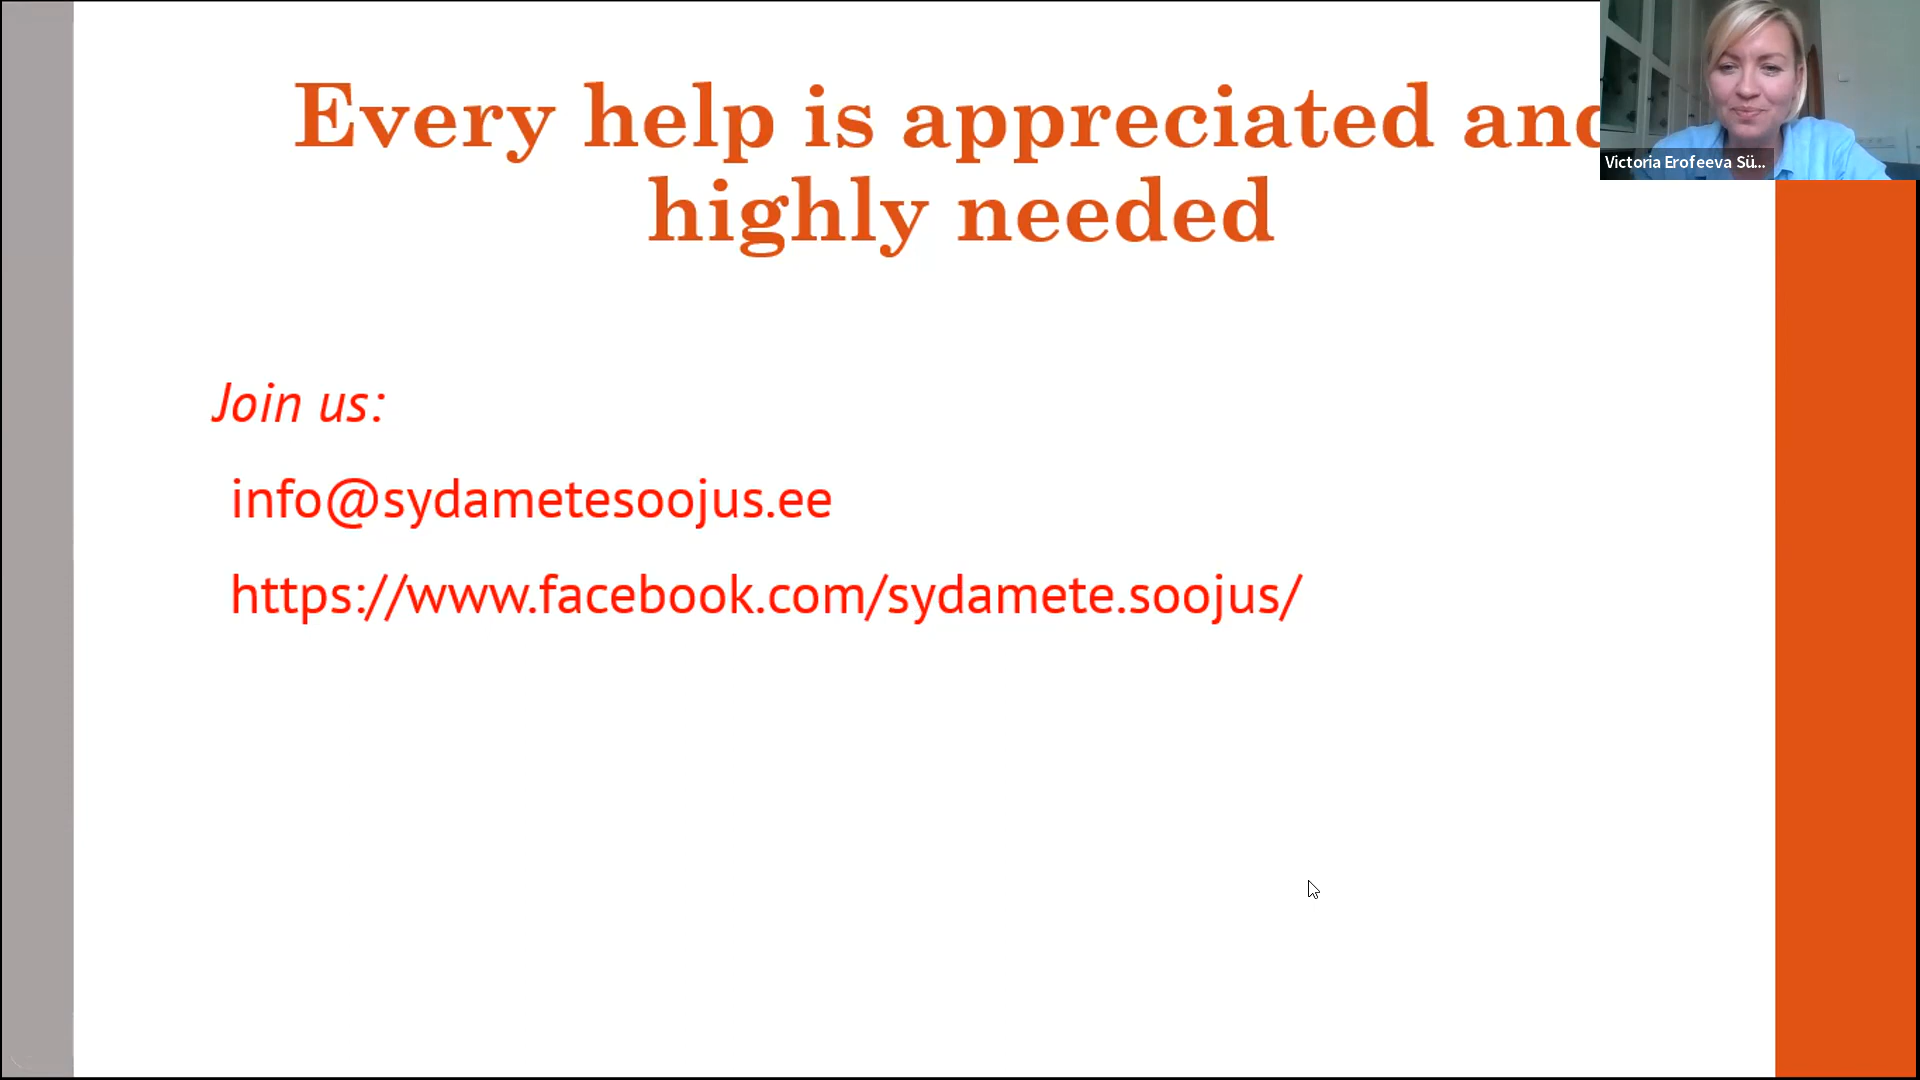 Every help is appreciated and
highly needed
Victoria Erofeeva Sü...
Join us:
info@sydametesoojus.ee
https://www.facebook.com/sydamete.soojus/